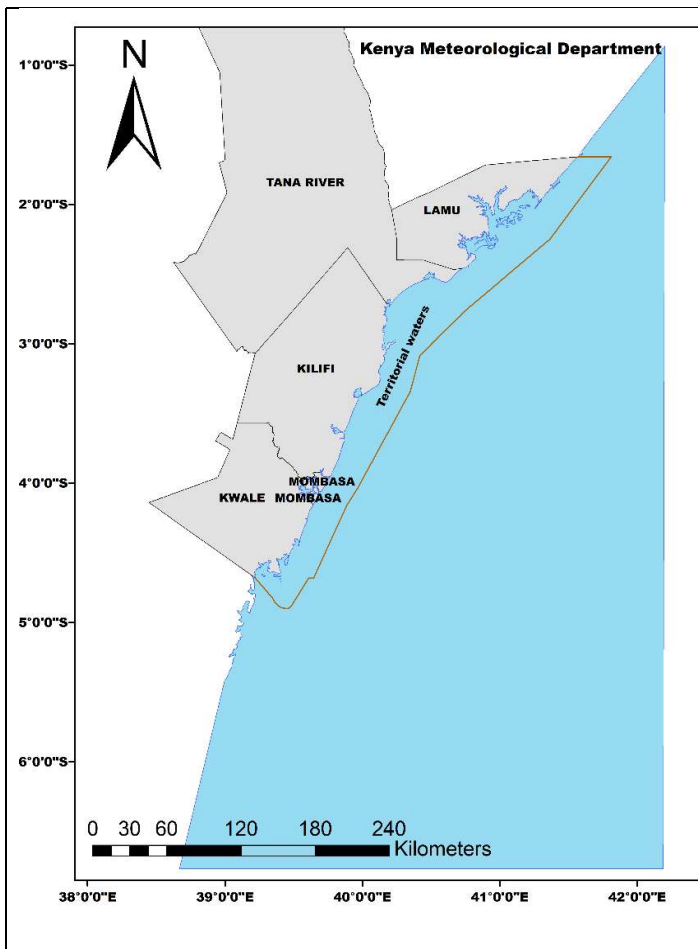 Kenya Meteorological Department
N
1°0'0"S
2°0'0"S
3°0'0"S
4°0'0"S
5°0'0"S
6°0'0"S
TANA RIVER
LAMU
KILIFI
Territorial waters
MOMBASA
KWALE MOMBASA
0 30 60 120 180 240
Kilometers
38°0'0"E 39°0'0"E 40°0'0"E 41°0'0"E 42°0'0"E